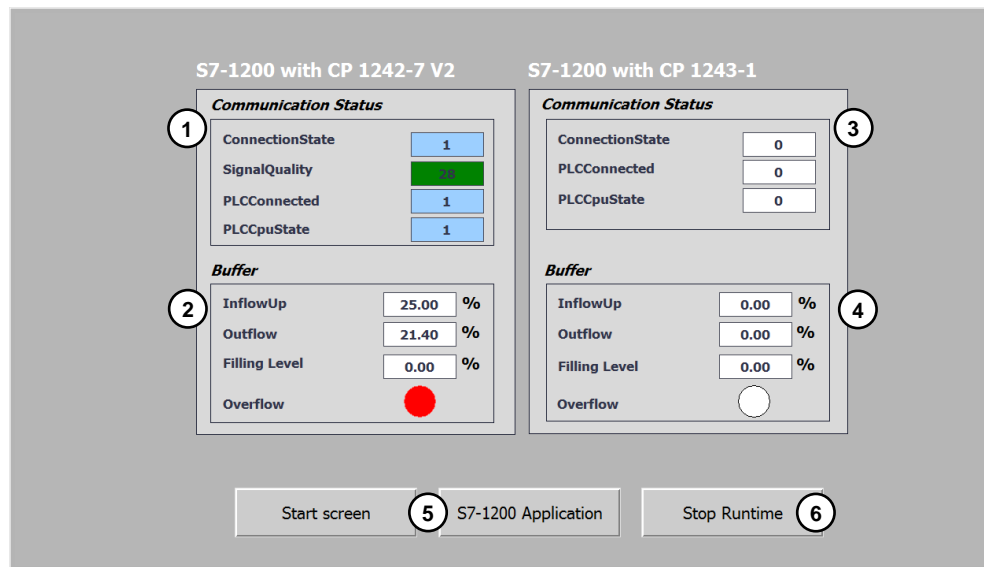 S7-1200 with CP 1242-7 V2
Communication Status
1
ConnectionState 1
SignalQuality 28
PLCConnected 1
PLCCpuState 1
Buffer
2
InflowUp 25.00 %
Outflow 21.40 %
Filling Level 0.00 %
Overflow
S7-1200 with CP 1243-1
Communication Status
3
ConnectionState 0
PLCConnected 0
PLCCpuState 0
Buffer
4
InflowUp 0.00 %
Outflow 0.00 %
Filling Level 0.00 %
Overflow
Start screen 5 S7-1200 Application Stop Runtime 6